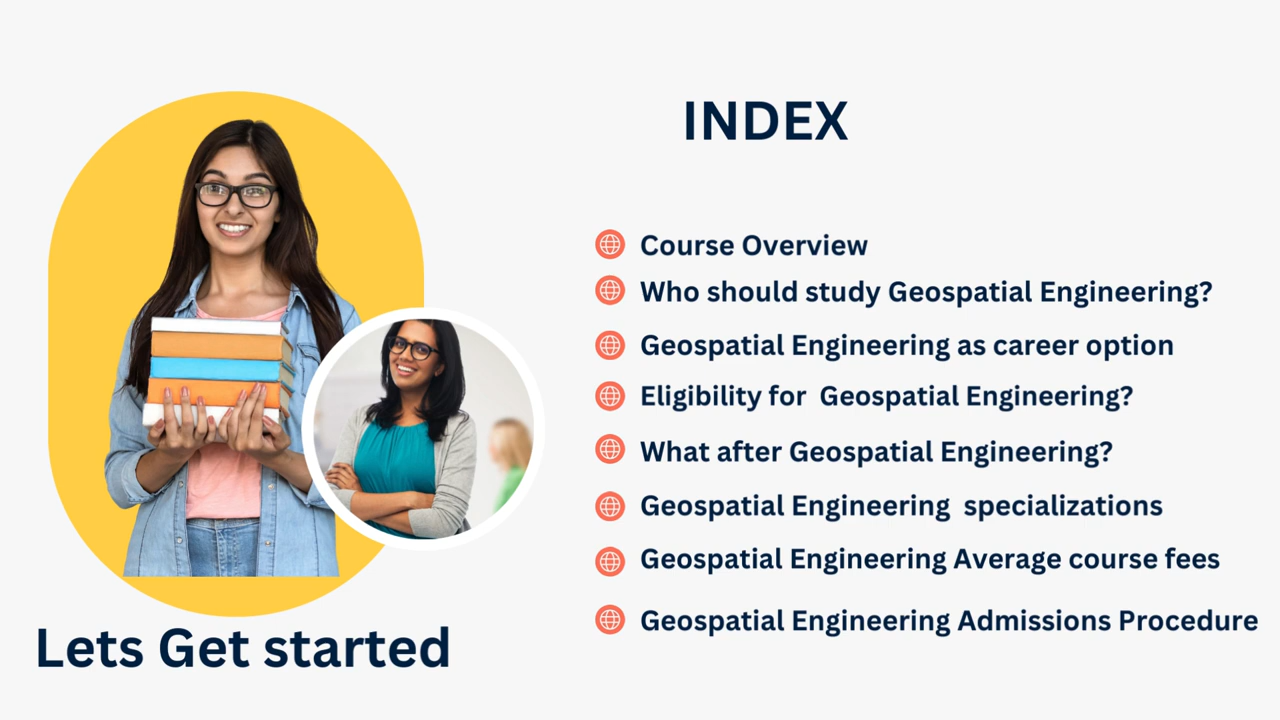 INDEX
Course Overview
Who should study Geospatial Engineering?
Geospatial Engineering as career option
Eligibility for  Geospatial Engineering?
What after Geospatial Engineering?
Geospatial Engineering  specializations
Geospatial Engineering Average course fees
Geospatial Engineering Admissions Procedure
Lets Get started